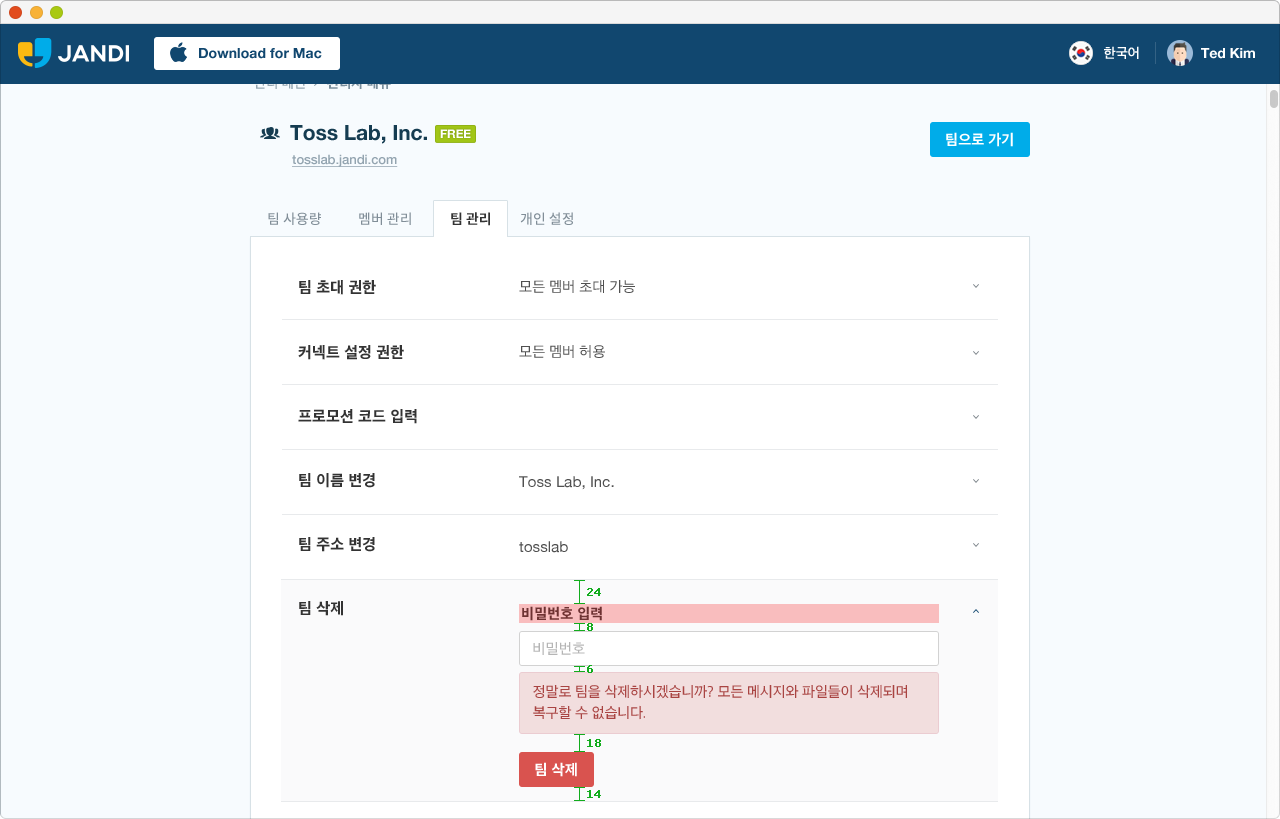 JANDI
Download for Mac
한국어
Ted Kim
Toss Lab, Inc.
FREE
tosslab.jandi.com
팀으로 가기
팀 사용량
멤버 관리
팀 관리
개인 설정
팀 초대 권한
모든 멤버 초대 가능
커넥트 설정 권한
모든 멤버 허용
프로모션 코드 입력
팀 이름 변경
Toss Lab, Inc.
팀 주소 변경
tosslab
팀 삭제
24
비밀번호 입력
8
비밀번호
6
정말로 팀을 삭제하시겠습니까? 모든 메시지와 파일들이 삭제되며
복구할 수 없습니다.
18
팀 삭제
14